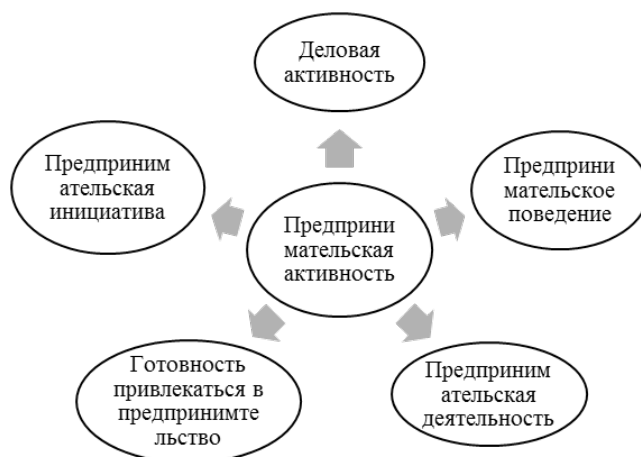 Деловая
активность
Предприним
ательская
инициатива
Предприни
мательское
поведение
Предприни
мательская
активность
Готовность
привлекаться в
предпринимте
льство
Предприним
ательская
деятельность